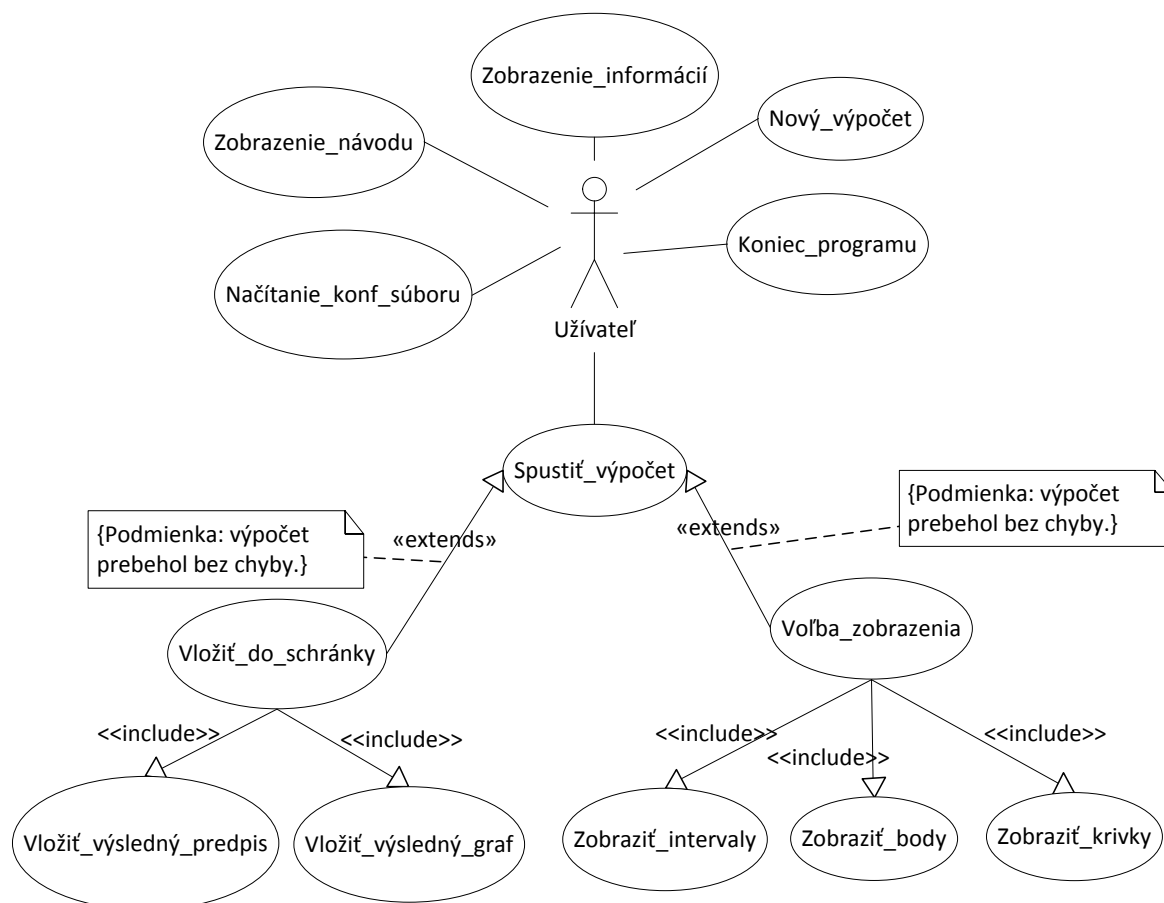 Zobrazenie_informácií
Nový_výpočet
Zobrazenie_návodu
Koniec_programu
Načítanie_konf_súboru
Užívateľ
Spustiť_výpočet
{Podmienka: výpočet
prebehol bez chyby.}
«extends»
{Podmienka: výpočet
prebehol bez chyby.}
«extends»
Vložiť_do_schránky
Voľba_zobrazenia
<<include>>
<<include>>
<<include>>
<<include>>
<<include>>
Vložiť_výsledný_predpis
Vložiť_výsledný_graf
Zobraziť_intervaly
Zobraziť_body
Zobraziť_krivky